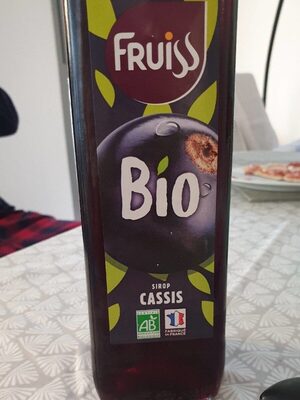 FRUISS
BIO
SIROP
CASSIS
AB
FABRIQUÉ
EN FRANCE